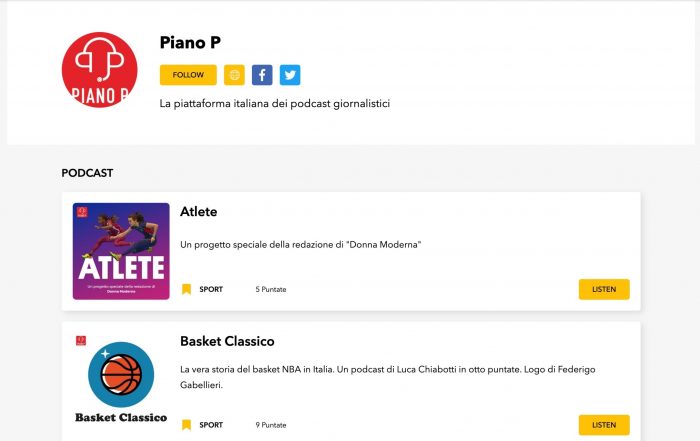 Piano P
PIANO P
FOLLOW
La piattaforma italiana dei podcast giornalistici
PODCAST
Atlete
Un progetto speciale della redazione di "Donna Moderna"
ATLETE
Un progetto speciale della redazione di
Donna Moderna
SPORT
5 Puntate
LISTEN
Basket Classico
La vera storia del basket NBA in Italia. Un podcast di Luca Chiabotti in otto puntate. Logo di Federigo
Gabellieri.
Basket Classico
SPORT
9 Puntate
LISTEN